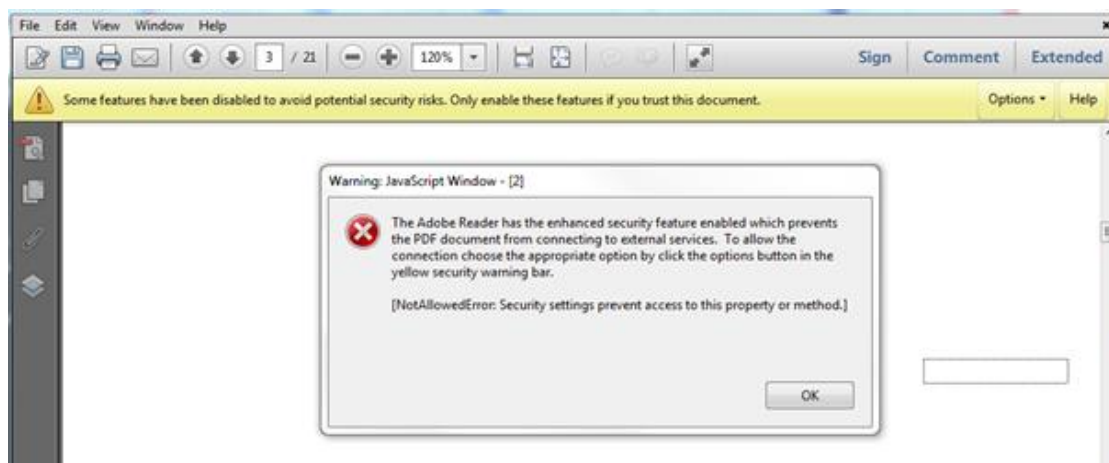 File Edit View Window Help
3 / 21 120% Sign Comment Extended
Some features have been disabled to avoid potential security risks. Only enable these features if you trust this document. Options Help
Warning: JavaScript Window - [2]
The Adobe Reader has the enhanced security feature enabled which prevents
the PDF document from connecting to external services. To allow the
connection choose the appropriate option by click the options button in the
yellow security warning bar.
[NotAllowedError: Security settings prevent access to this property or method.]
OK